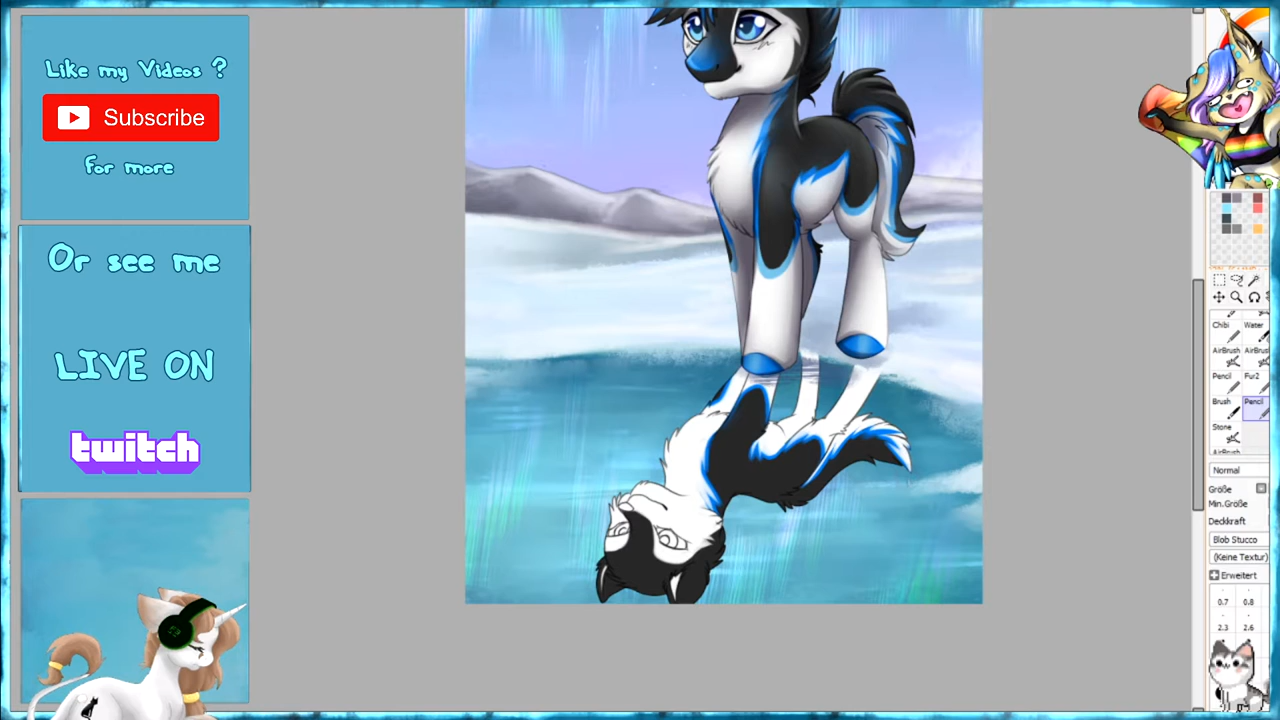 Like my Videos ?
Subscribe
for more
Or see me
LIVE ON
twitch
Chibi Water
AirBrush AirBrus
Pencil Fur2
Brush Pencil
Stone
AirBrush
Normal
Größe
Min.Größe
Deckkraft
Blob Stucco
(Keine Textur)
Erweitert
0.7 0.8
2.3 2.6